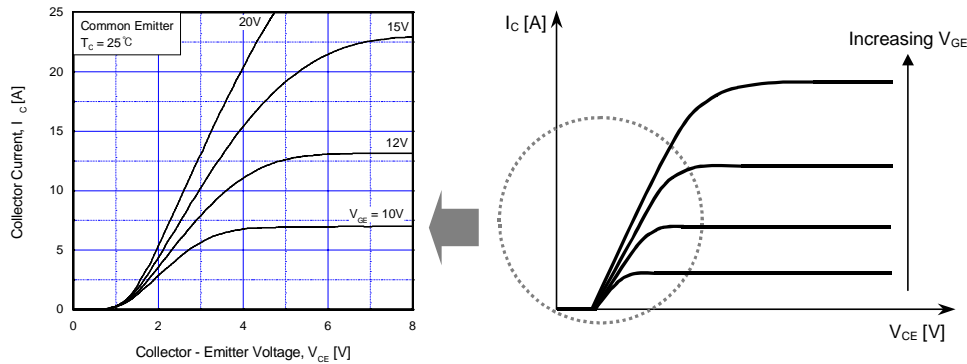 Common Emitter
T_C = 25℃
20V
15V
12V
V_GE = 10V
25
20
15
10
5
0
0 2 4 6 8
Collector Current, I_C [A]
Collector - Emitter Voltage, V_CE [V]
I_C [A]
Increasing V_GE
V_CE [V]